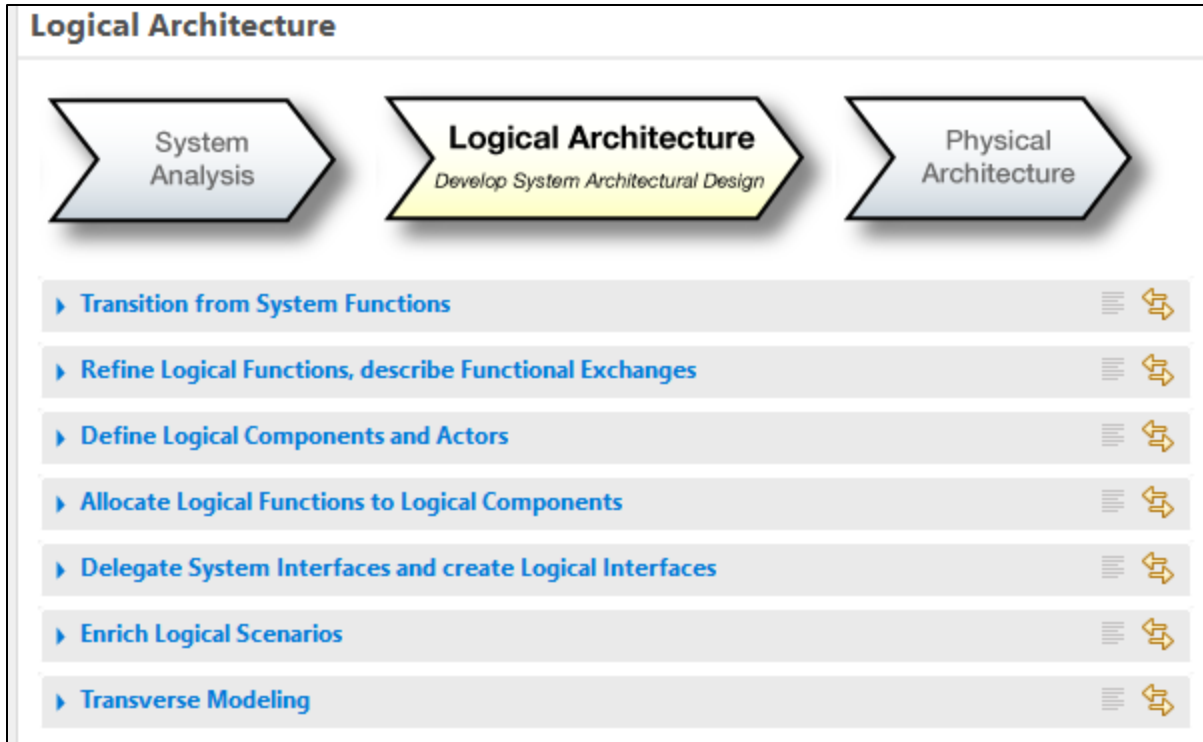 Logical Architecture
System
Analysis
Logical Architecture
Develop System Architectural Design
Physical
Architecture
Transition from System Functions
Refine Logical Functions, describe Functional Exchanges
Define Logical Components and Actors
Allocate Logical Functions to Logical Components
Delegate System Interfaces and create Logical Interfaces
Enrich Logical Scenarios
Transverse Modeling